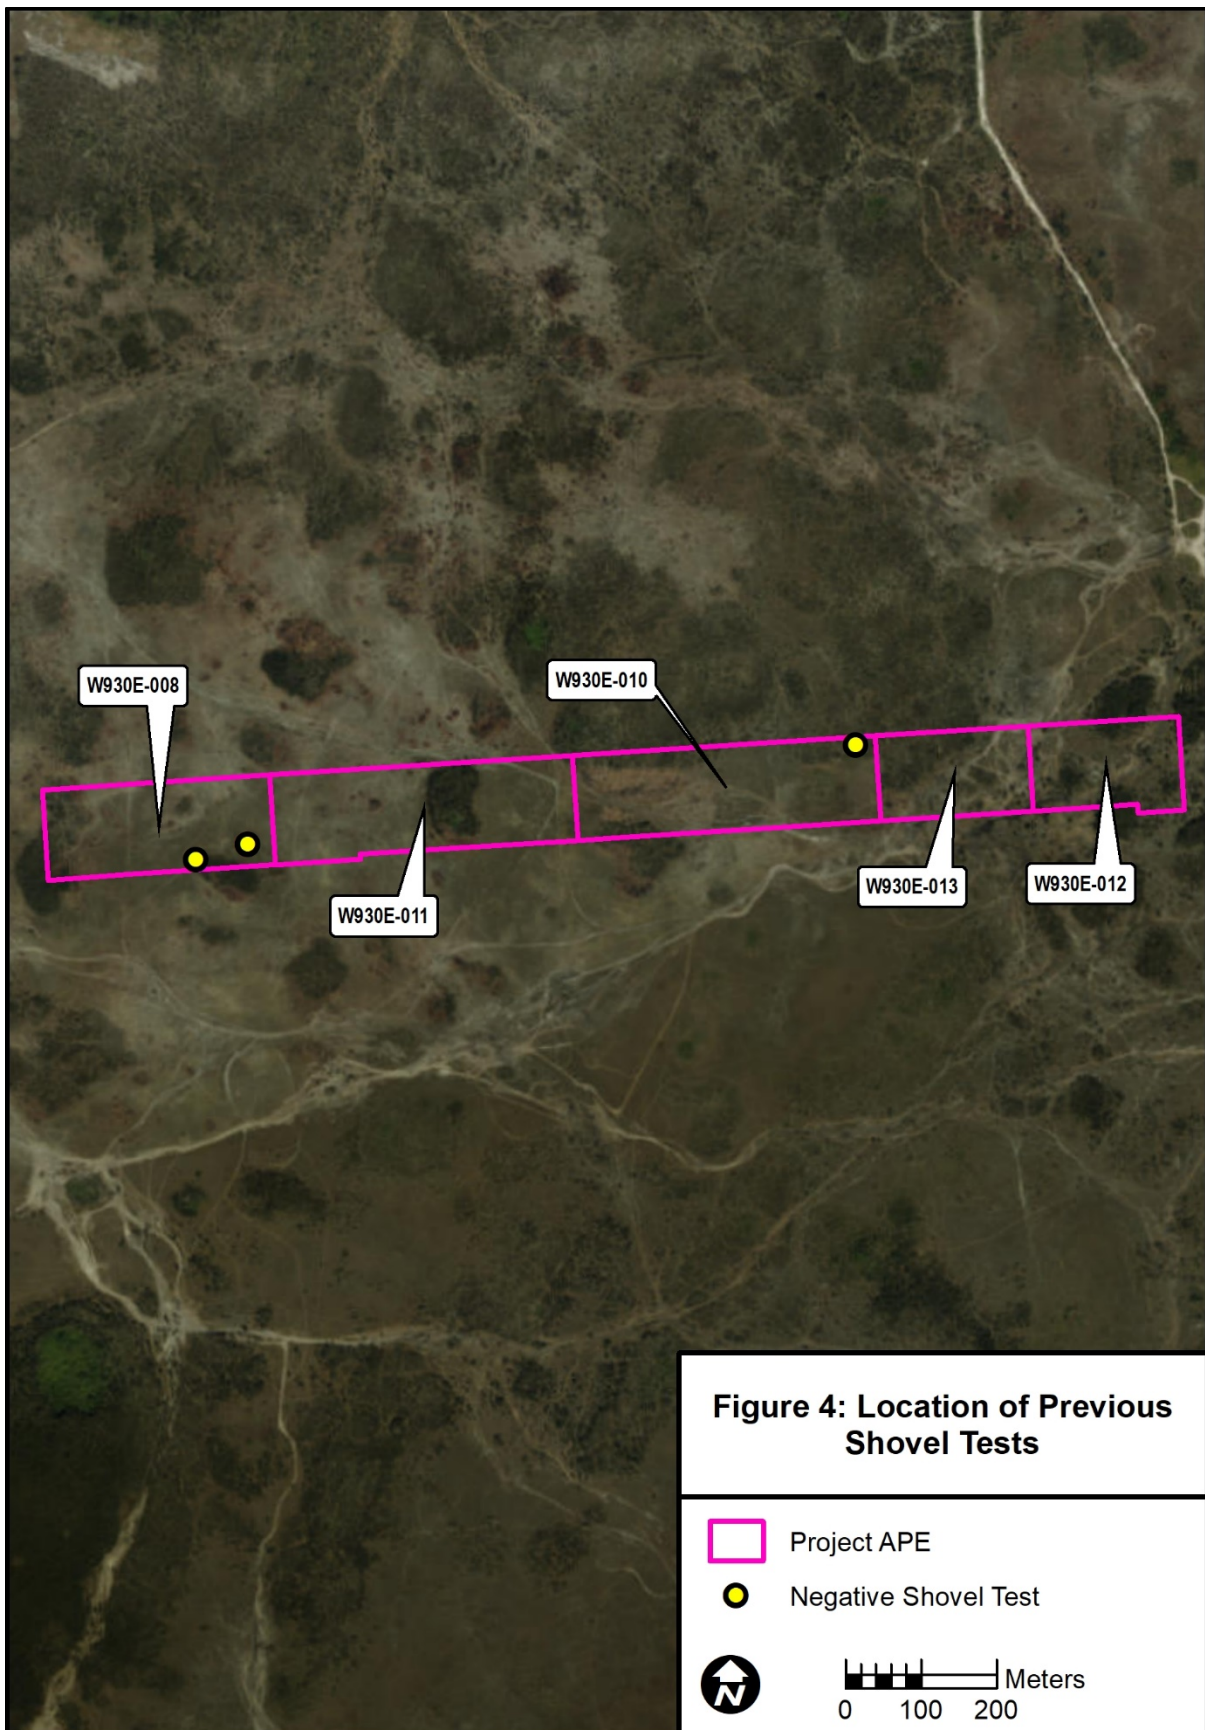 W930E-008
W930E-010
W930E-011
W930E-013
W930E-012
Figure 4: Location of Previous
Shovel Tests
Project APE
Negative Shovel Test
N
Meters
0 100 200